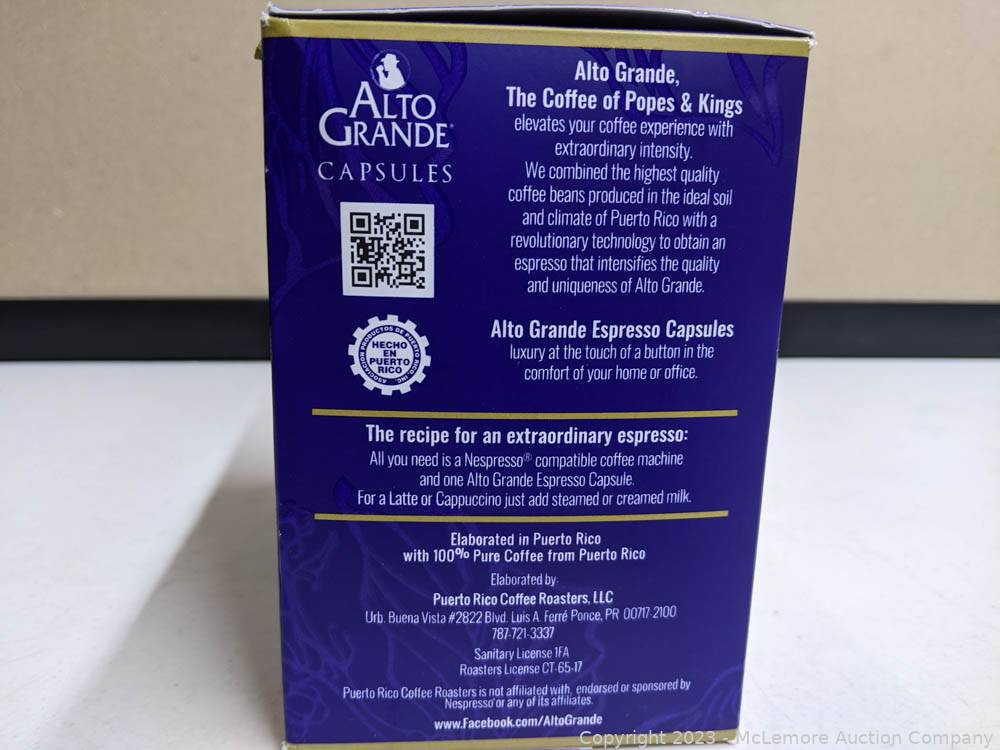 ALTO
GRANDE®
CAPSULES
ASOCIACIÓN PRODUCTOS DE PUERTO RICO, INC.
HECHO
EN
PUERTO
RICO
Alto Grande,
The Coffee of Popes & Kings
elevates your coffee experience with
extraordinary intensity.
We combined the highest quality
coffee beans produced in the ideal soil
and climate of Puerto Rico with a
revolutionary technology to obtain an
espresso that intensifies the quality
and uniqueness of Alto Grande.
Alto Grande Espresso Capsules
luxury at the touch of a button in the
comfort of your home or office.
The recipe for an extraordinary espresso:
All you need is a Nespresso® compatible coffee machine
and one Alto Grande Espresso Capsule.
For a Latte or Cappuccino just add steamed or creamed milk.
Elaborated in Puerto Rico
with 100% Pure Coffee from Puerto Rico
Elaborated by:
Puerto Rico Coffee Roasters, LLC
Urb. Buena Vista #2822 Blvd. Luis A. Ferré Ponce, PR 00717-2100
787-721-3337
Sanitary License 1FA
Roasters License CT-65-17
Puerto Rico Coffee Roasters is not affiliated with, endorsed or sponsored by
Nespresso® or any of its affiliates.
www.Facebook.com/AltoGrande
Copyright 2023 - McLemore Auction Company